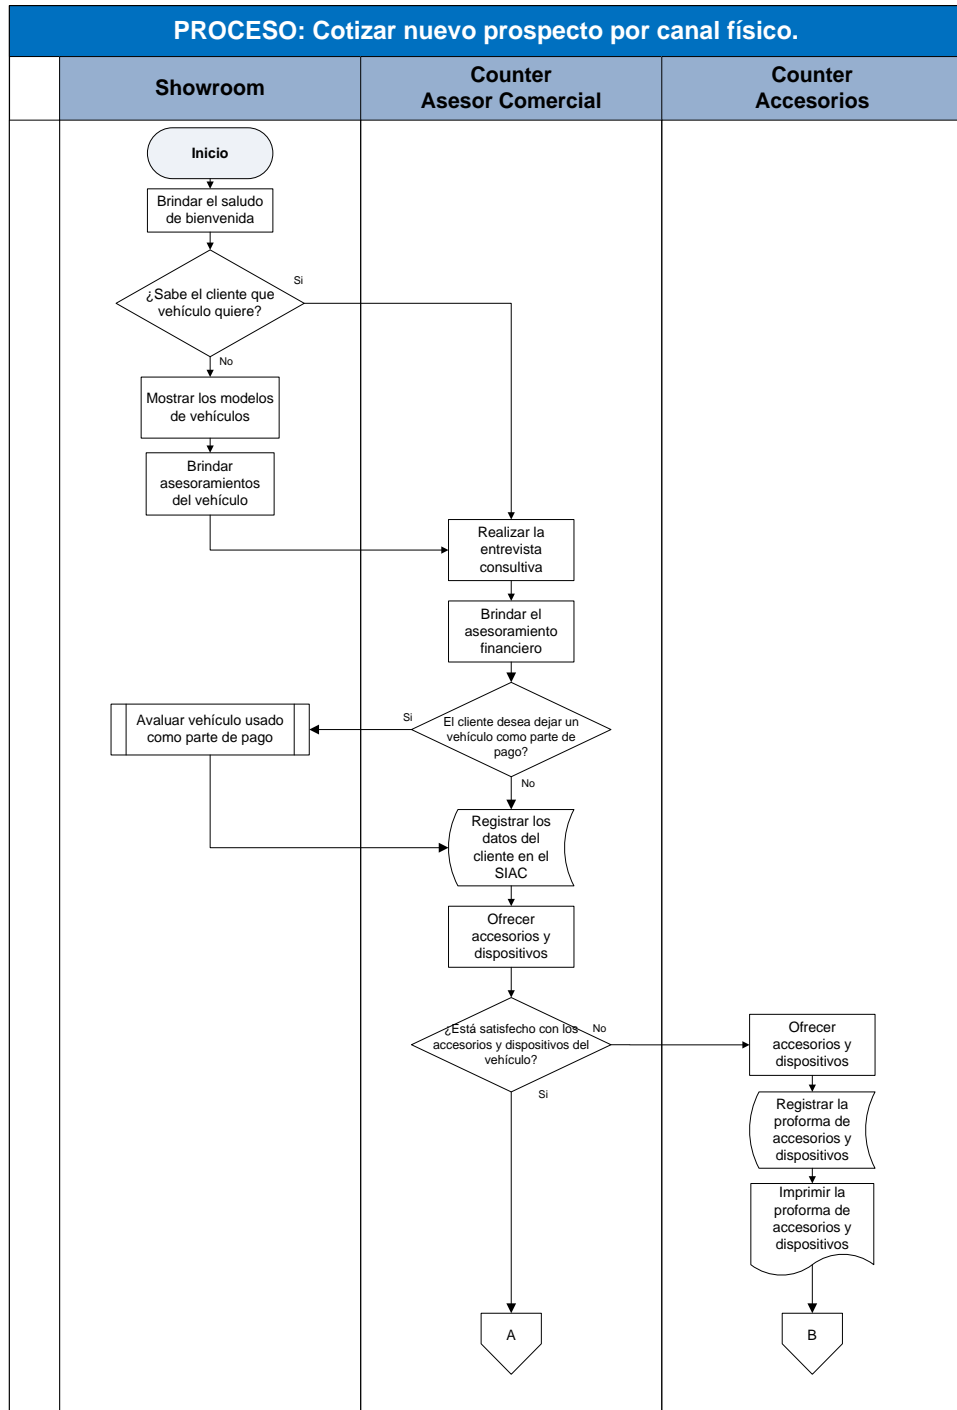 PROCESO: Cotizar nuevo prospecto por canal físico.
Showroom
Counter
Asesor Comercial
Counter
Accesorios
Inicio
Brindar el saludo
de bienvenida
¿Sabe el cliente que
vehículo quiere?
Si
No
Mostrar los modelos
de vehículos
Brindar
asesoramientos
del vehículo
Realizar la
entrevista
consultiva
Brindar el
asesoramiento
financiero
El cliente desea dejar un
vehículo como parte de
pago?
Si
No
Avaluar vehículo usado
como parte de pago
Registrar los
datos del
cliente en el
SIAC
Ofrecer
accesorios y
dispositivos
¿Está satisfecho con los
accesorios y dispositivos del
vehículo?
No
Si
Ofrecer
accesorios y
dispositivos
Registrar la
proforma de
accesorios y
dispositivos
Imprimir la
proforma de
accesorios y
dispositivos
A
B